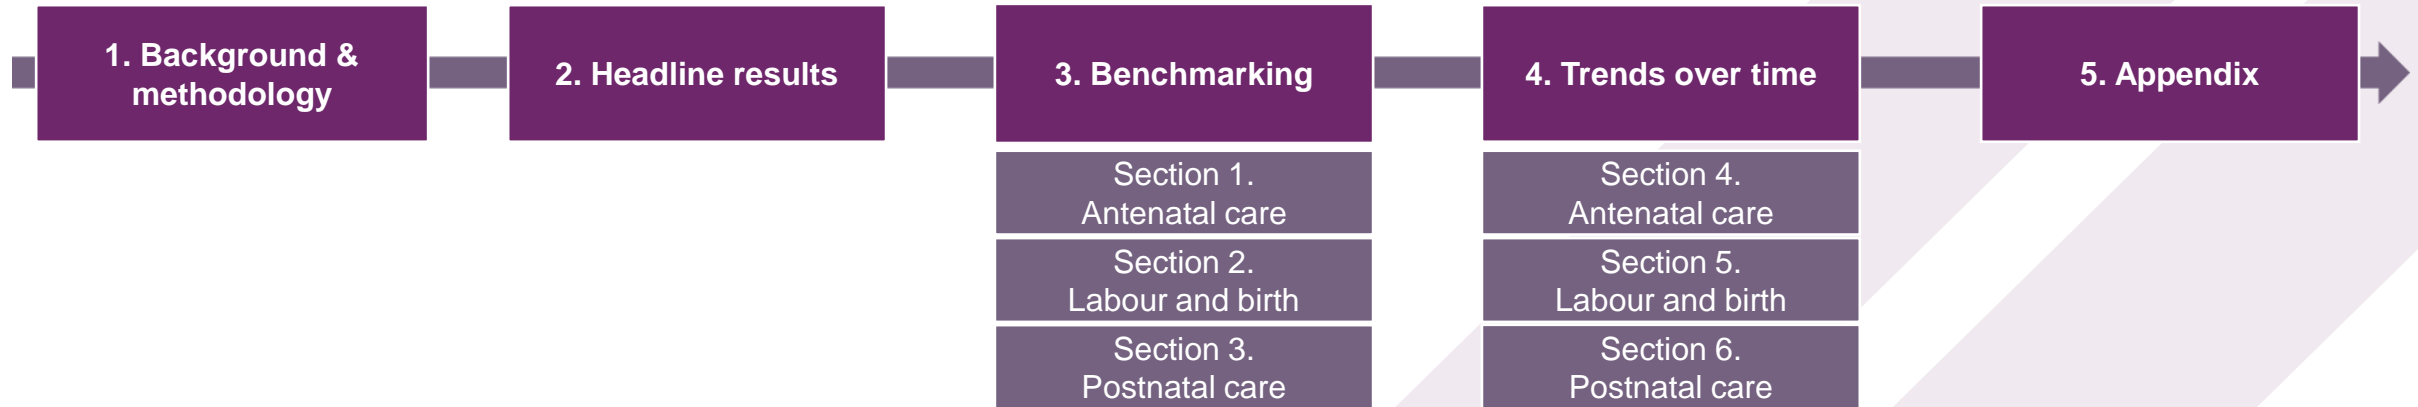 1. Background &
methodology
2. Headline results
3. Benchmarking
Section 1.
Antenatal care
Section 2.
Labour and birth
Section 3.
Postnatal care
4. Trends over time
Section 4.
Antenatal care
Section 5.
Labour and birth
Section 6.
Postnatal care
5. Appendix